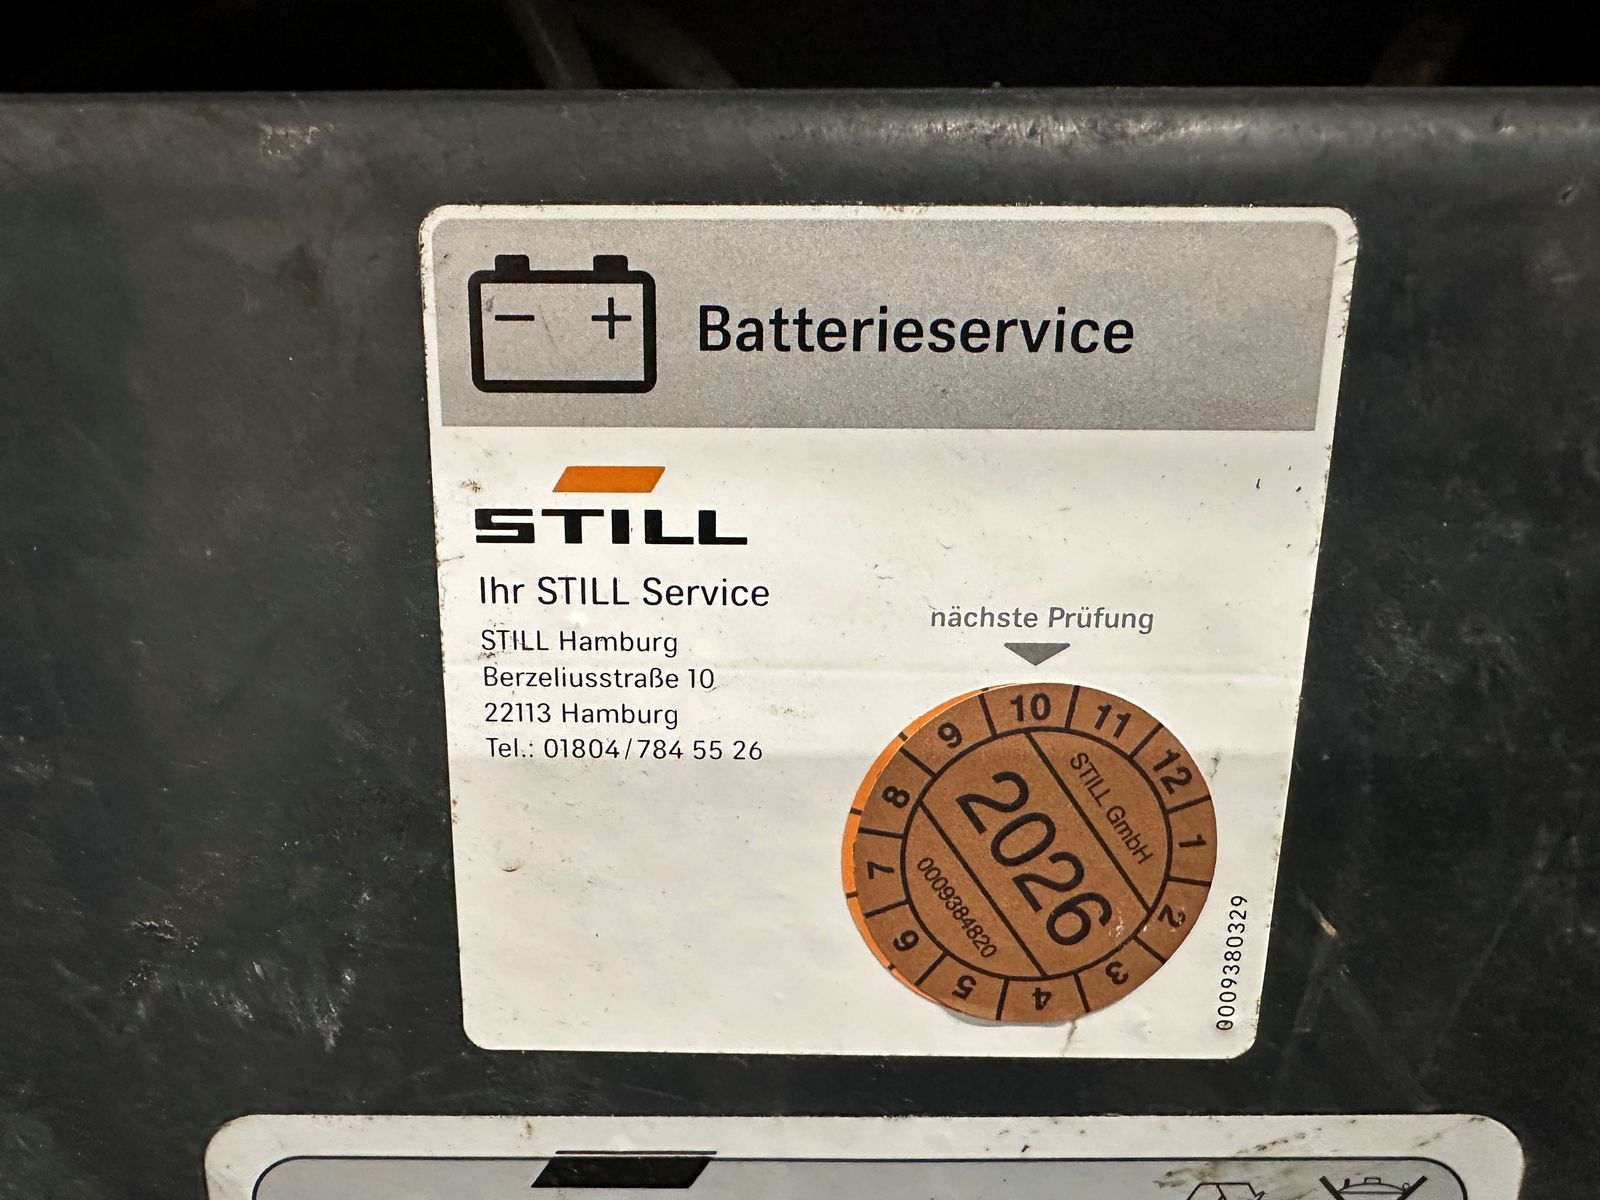 Batterieservice
STILL
Ihr STILL Service
STILL Hamburg
Berzeliusstraße 10
22113 Hamburg
Tel.: 01804/784 55 26
nächste Prüfung
10
11
12
1
2
3
4
5
6
7
8
9
STILL GmbH
2026
0009384820
0009380329